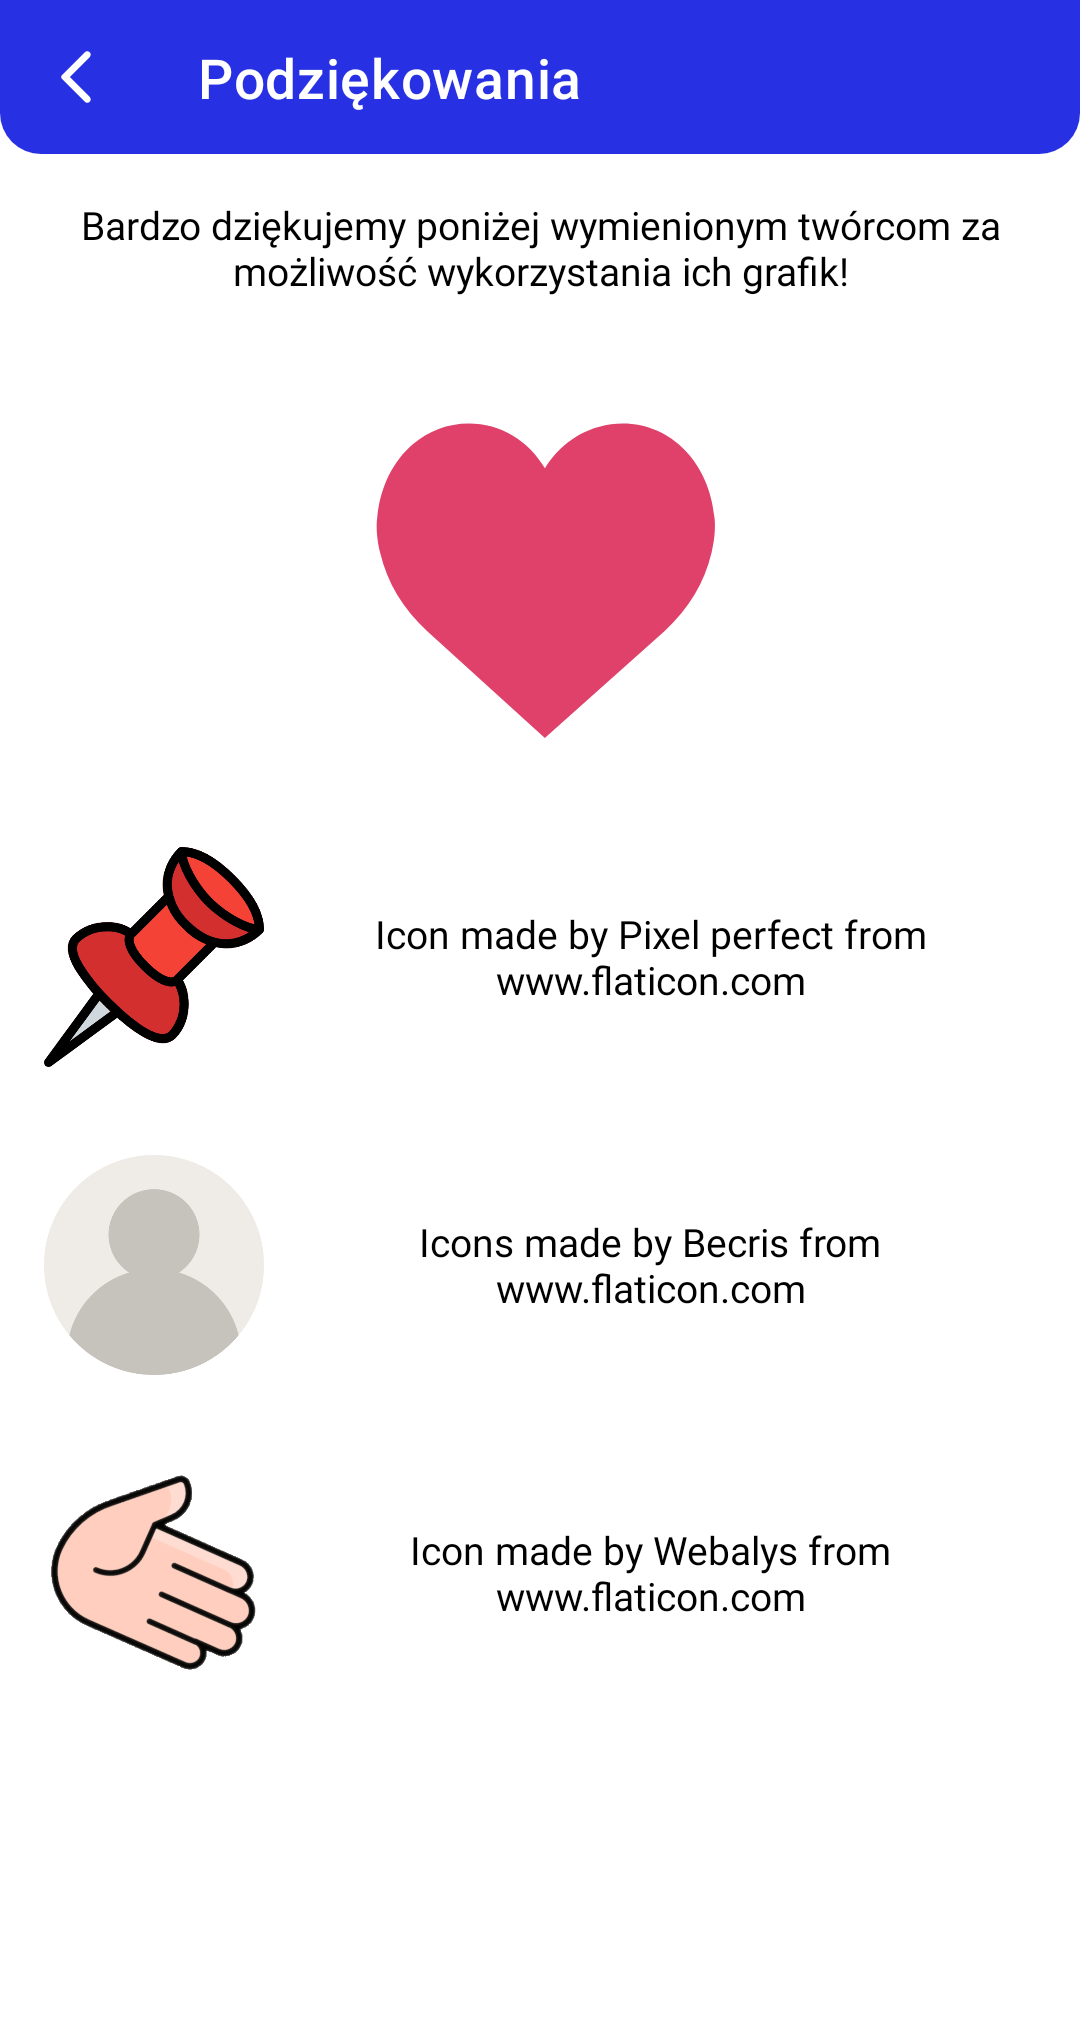 Podziękowania
Bardzo dziękujemy poniżej wymienionym twórcom za
możliwość wykorzystania ich grafik!
Icon made by Pixel perfect from
www.flaticon.com
Icons made by Becris from
www.flaticon.com
Icon made by Webalys from
www.flaticon.com